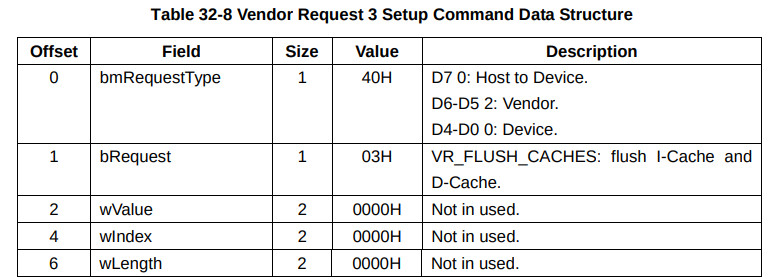 Table 32-8 Vendor Request 3 Setup Command Data Structure
Offset Field Size Value Description
0 bmRequestType 1 40H D7 0: Host to Device.
D6-D5 2: Vendor.
D4-D0 0: Device.
1 bRequest 1 03H VR_FLUSH_CACHES: flush I-Cache and
D-Cache.
2 wValue 2 0000H Not in used.
4 wIndex 2 0000H Not in used.
6 wLength 2 0000H Not in used.